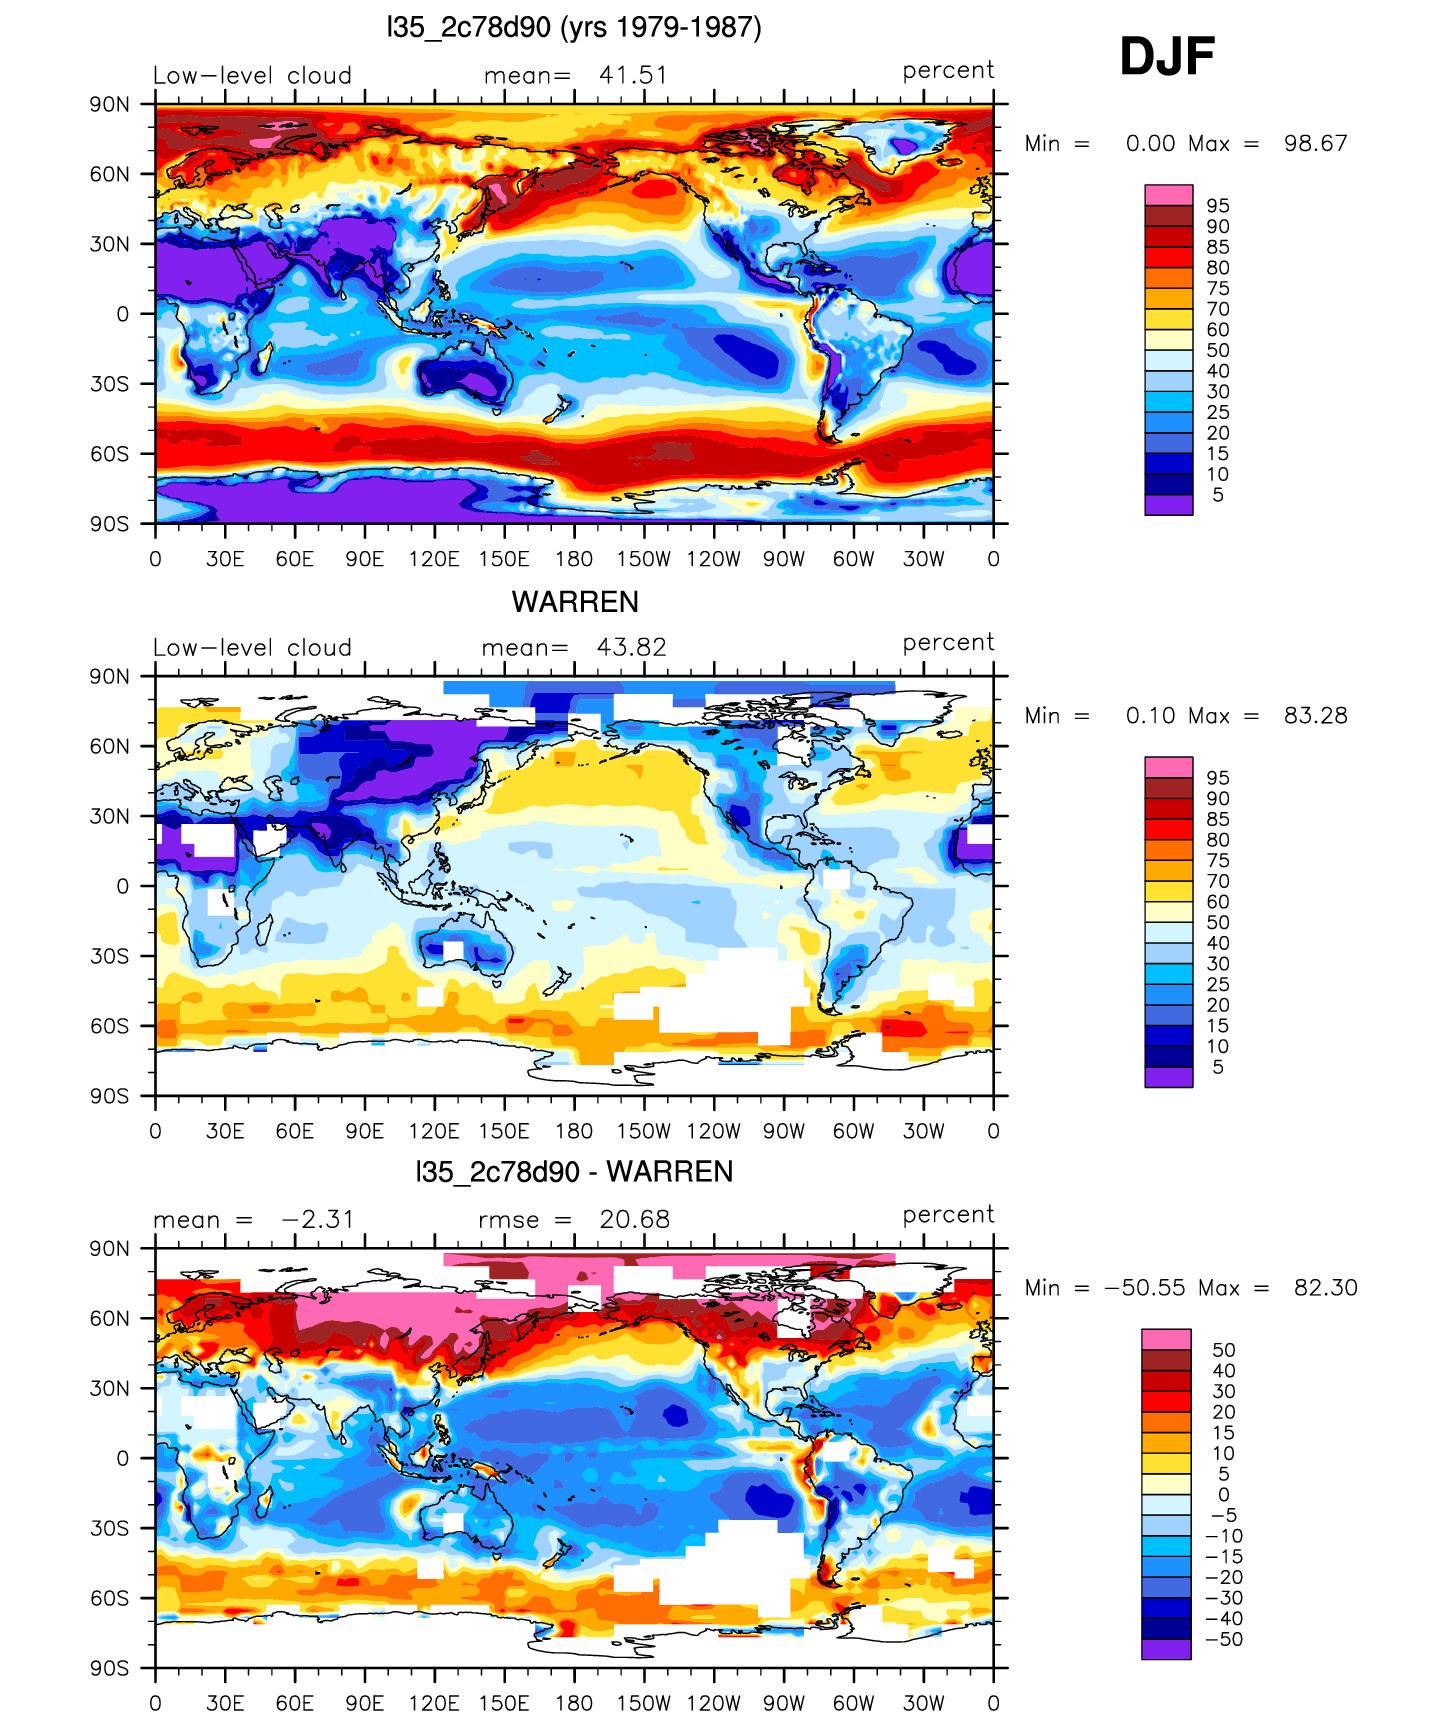 l35_2c78d90 (yrs 1979-1987)
DJF
Low-level cloud mean= 41.51 percent
Min = 0.00 Max = 98.67
90N
60N
30N
0
30S
60S
90S
0 30E 60E 90E 120E 150E 180 150W 120W 90W 60W 30W 0
95
90
85
80
75
70
60
50
40
30
25
20
15
10
5
WARREN
Low-level cloud mean= 43.82 percent
Min = 0.10 Max = 83.28
90N
60N
30N
0
30S
60S
90S
0 30E 60E 90E 120E 150E 180 150W 120W 90W 60W 30W 0
95
90
85
80
75
70
60
50
40
30
25
20
15
10
5
l35_2c78d90 - WARREN
mean = -2.31 rmse = 20.68 percent
Min = -50.55 Max = 82.30
90N
60N
30N
0
30S
60S
90S
0 30E 60E 90E 120E 150E 180 150W 120W 90W 60W 30W 0
50
40
30
20
15
10
5
0
-5
-10
-15
-20
-30
-40
-50